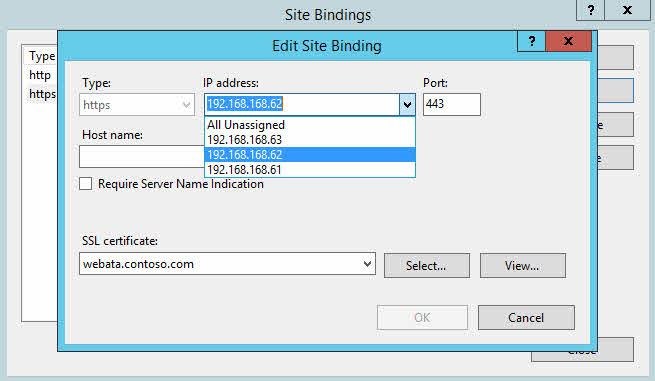 Site Bindings
? x
Edit Site Binding
? x
Type
http
https
Type:
IP address:
Port:
https
192.168.168.62
443
All Unassigned
192.168.168.63
192.168.168.62
192.168.168.61
Host name:
Require Server Name Indication
SSL certificate:
webata.contoso.com
Select...
View...
OK
Cancel
Close